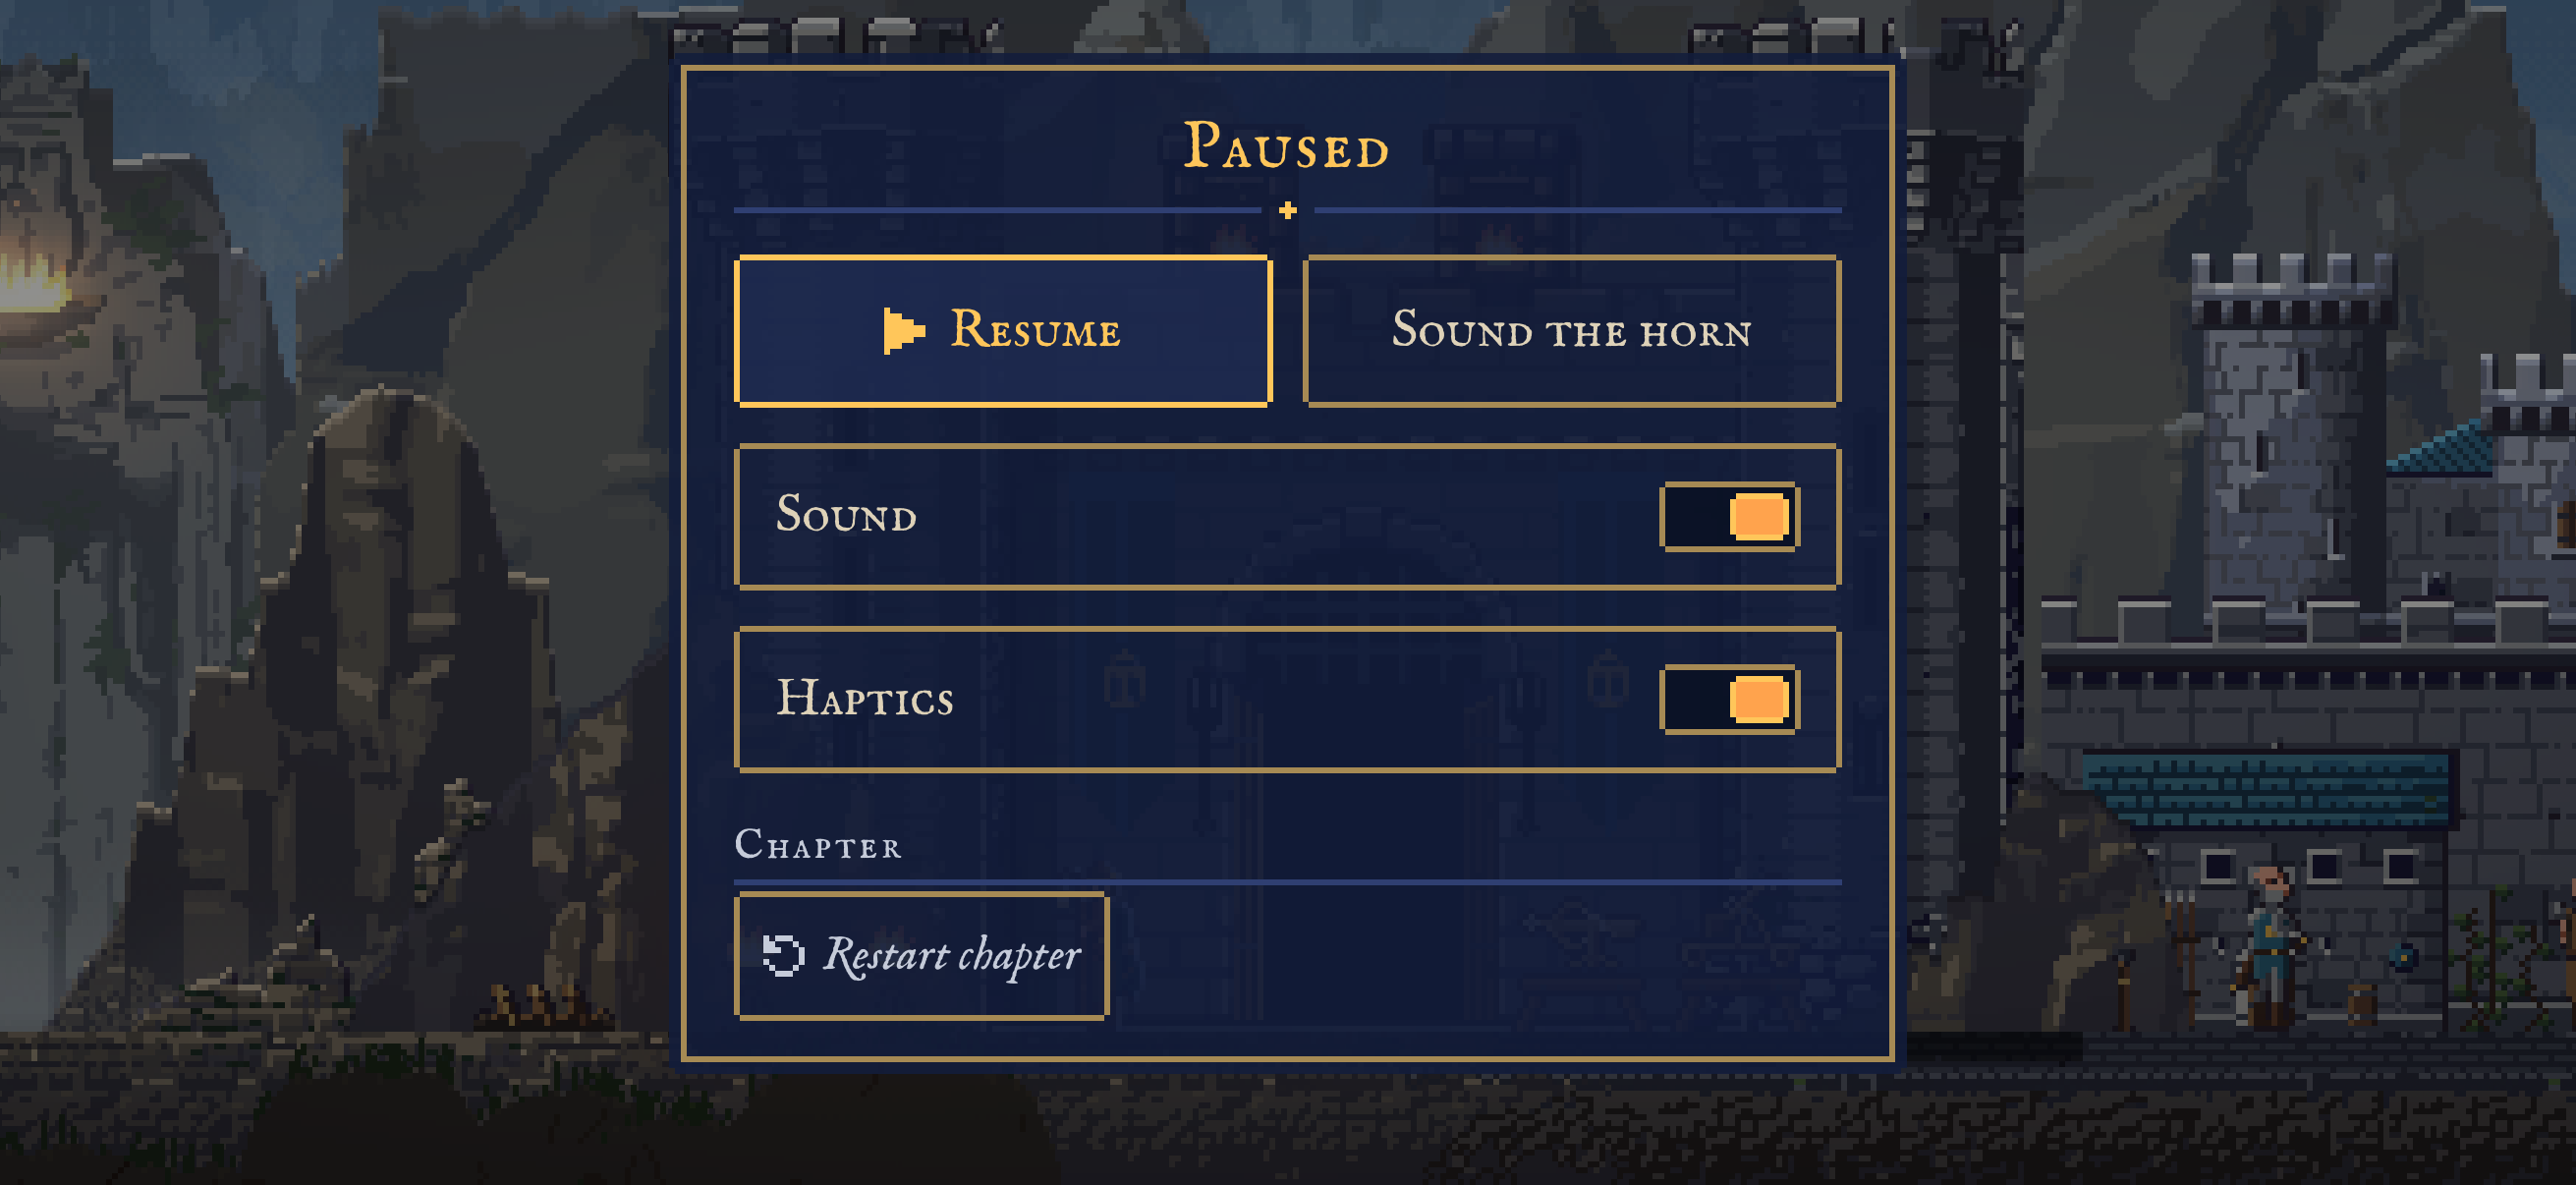 Paused
Resume
Sound the horn
Sound
Haptics
Chapter
Restart chapter